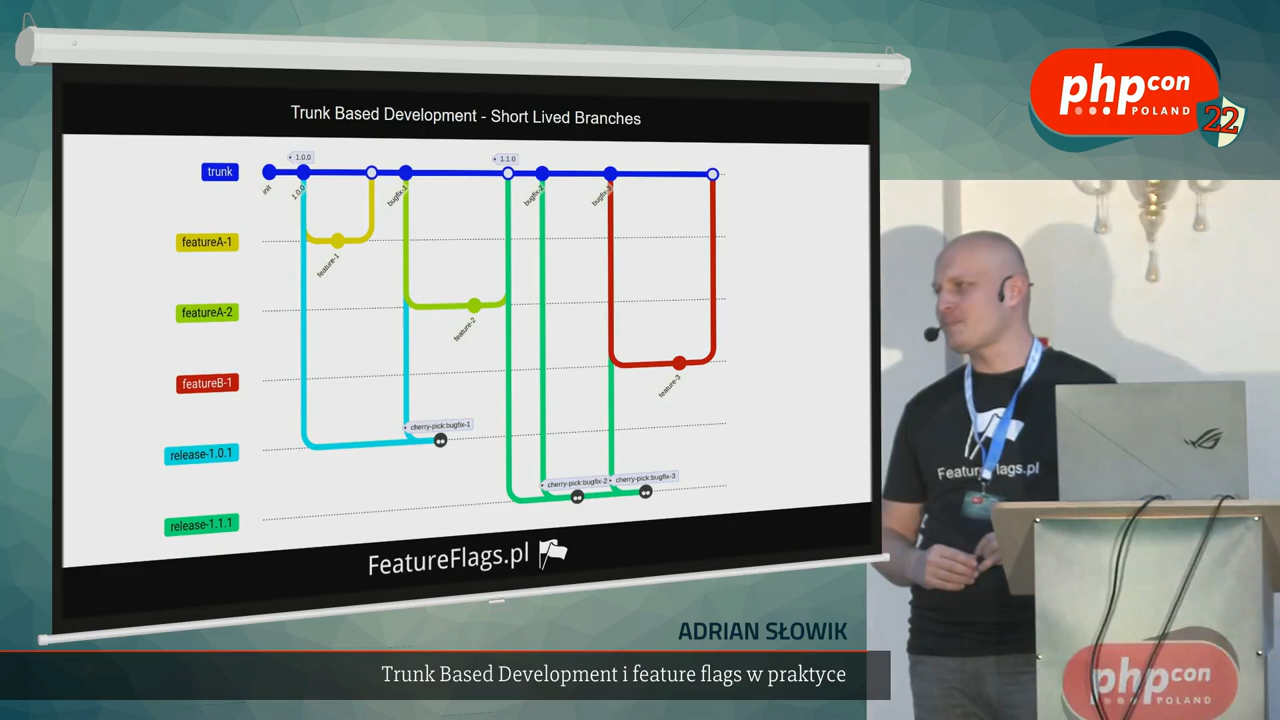 Trunk Based Development - Short Lived Branches
1.0.0
1.1.0
trunk
init
1.0.0
bugfix-1
bugfix-2
bugfix-3
featureA-1
feature-1
featureA-2
feature-2
featureB-1
feature-3
release-1.0.1
cherry-pick:bugfix-1
cherry-pick:bugfix-2
cherry-pick:bugfix-3
release-1.1.1
FeatureFlags.pl
phpcon
POLAND
22
FeatureFlags.pl
ADRIAN SŁOWIK
Trunk Based Development i feature flags w praktyce
phpcon
POLAND